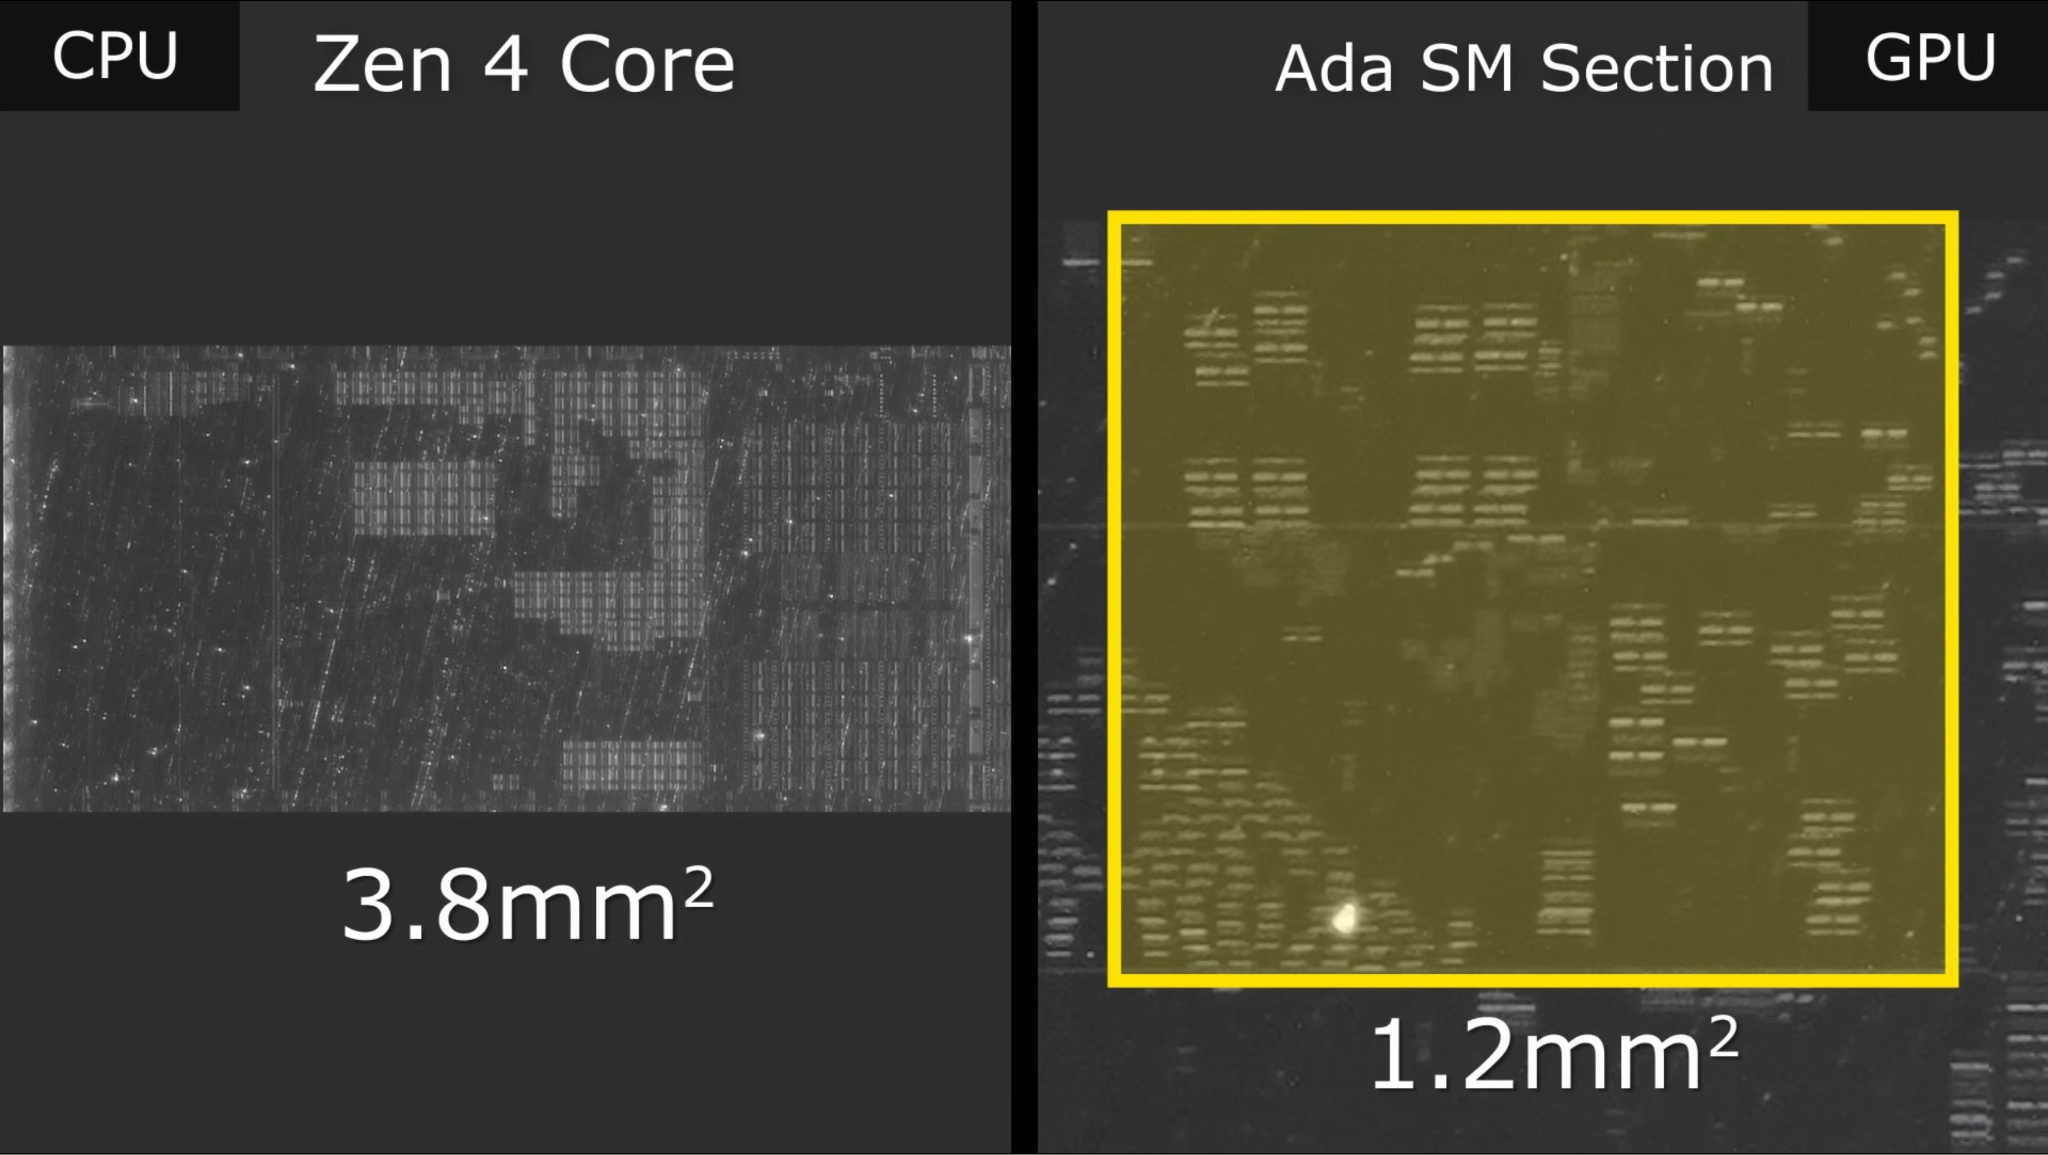 CPU
Zen 4 Core
3.8mm²
Ada SM Section
GPU
1.2mm²